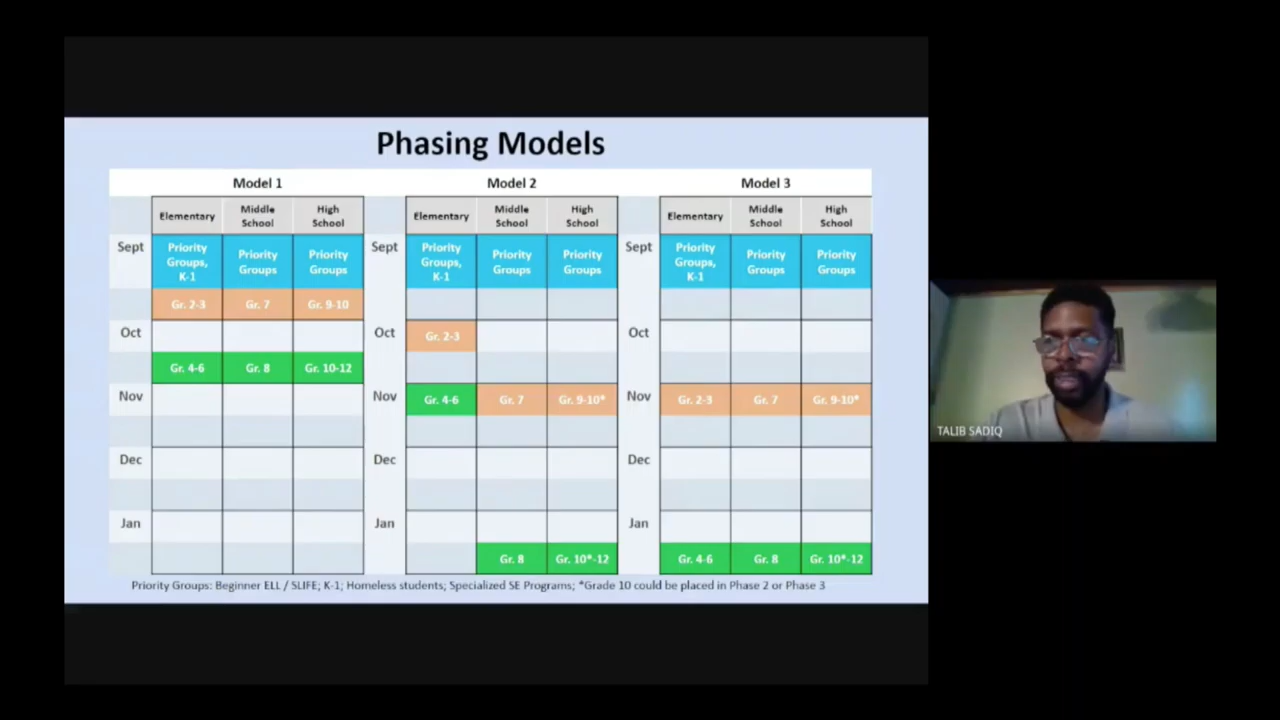 Phasing Models
Model 1 Model 2 Model 3
Elementary Middle School High School Elementary Middle School High School Elementary Middle School High School
Sept Priority Groups, K-1 Priority Groups Priority Groups Sept Priority Groups, K-1 Priority Groups Priority Groups Sept Priority Groups, K-1 Priority Groups Priority Groups
Gr. 2-3 Gr. 7 Gr. 9-10
Oct Oct Gr. 2-3 Oct
Gr. 4-6 Gr. 8 Gr. 10-12
Nov Nov Gr. 4-6 Gr. 7 Gr. 9-10* Nov Gr. 2-3 Gr. 7 Gr. 9-10*
Dec Dec Dec
Jan Jan Jan
Gr. 8 Gr. 10*-12 Gr. 4-6 Gr. 8 Gr. 10*-12
Priority Groups: Beginner ELL / SLIFE; K-1; Homeless students; Specialized SE Programs; *Grade 10 could be placed in Phase 2 or Phase 3
TALIB SADIQ